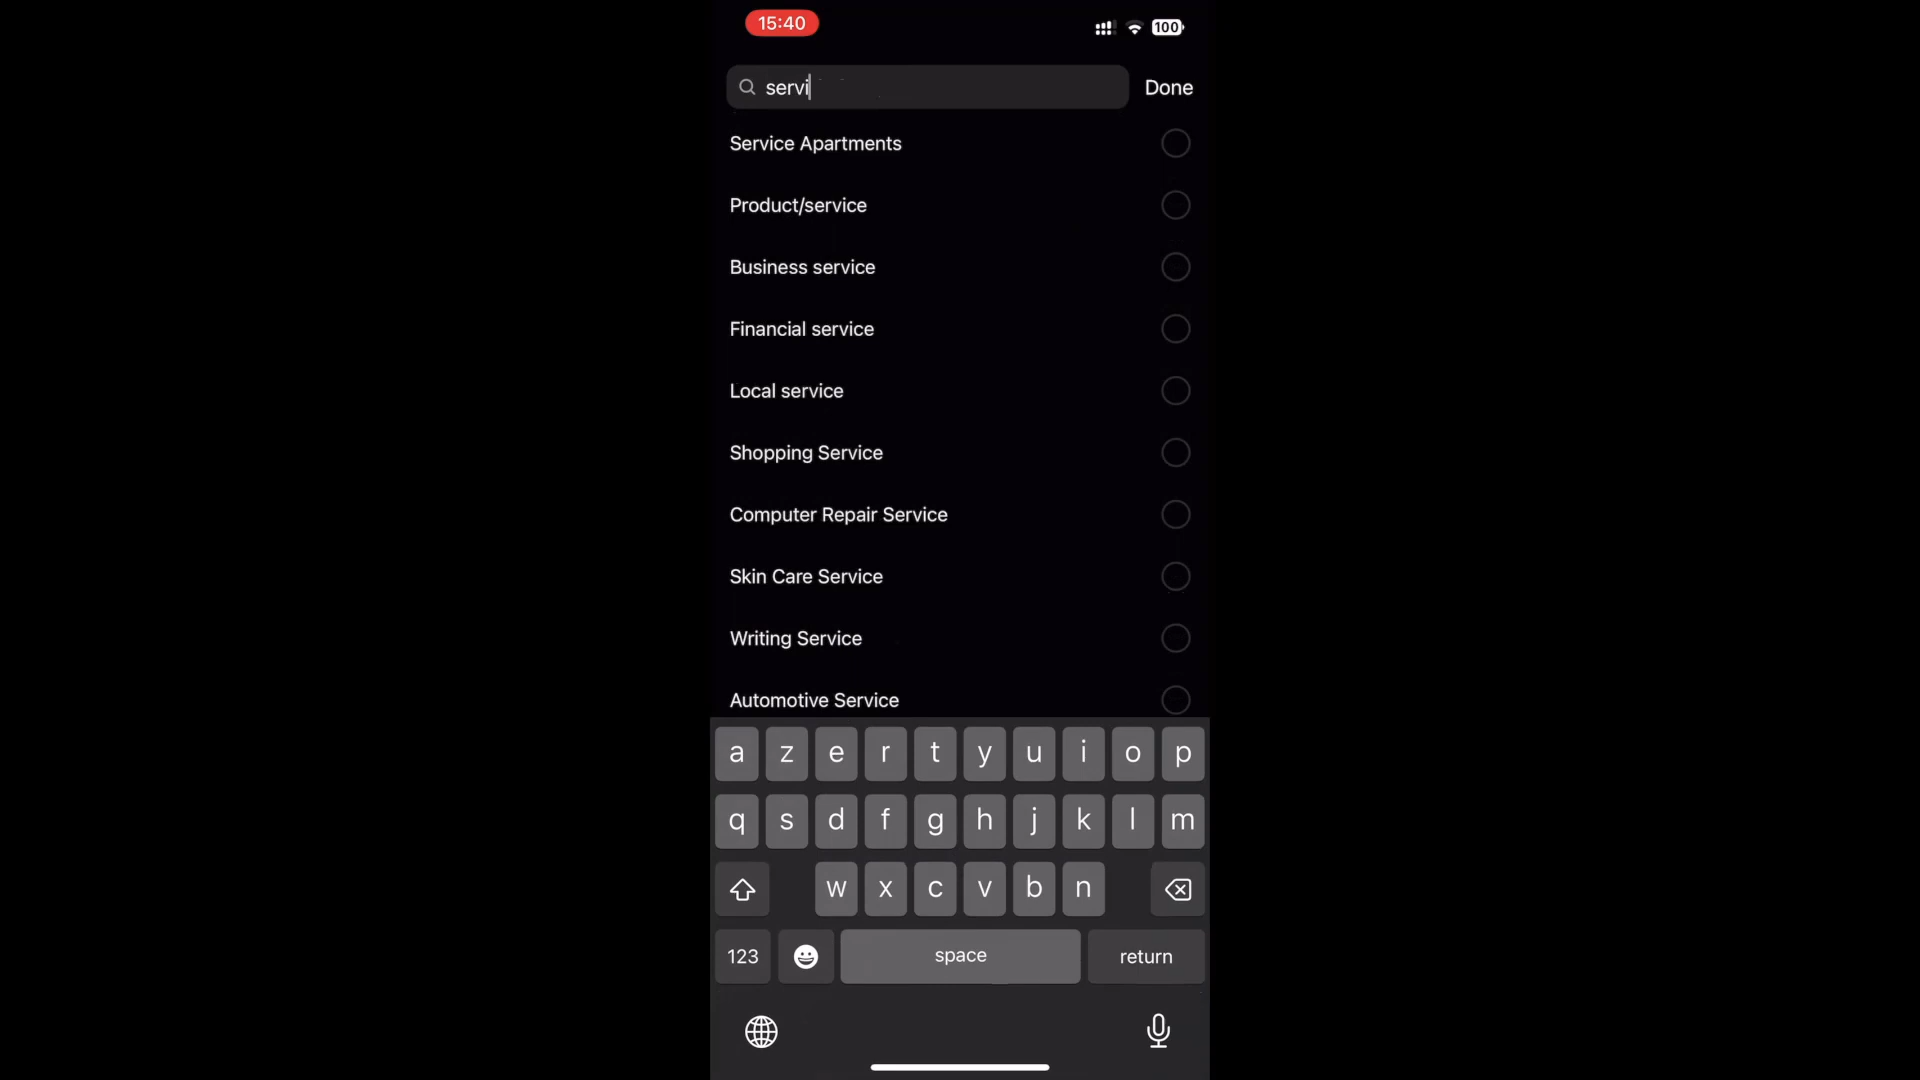 15:40
100
servi
Done
Service Apartments
Product/service
Business service
Financial service
Local service
Shopping Service
Computer Repair Service
Skin Care Service
Writing Service
Automotive Service
a z e r t y u i o p
q s d f g h j k l m
w x c v b n
123 space return